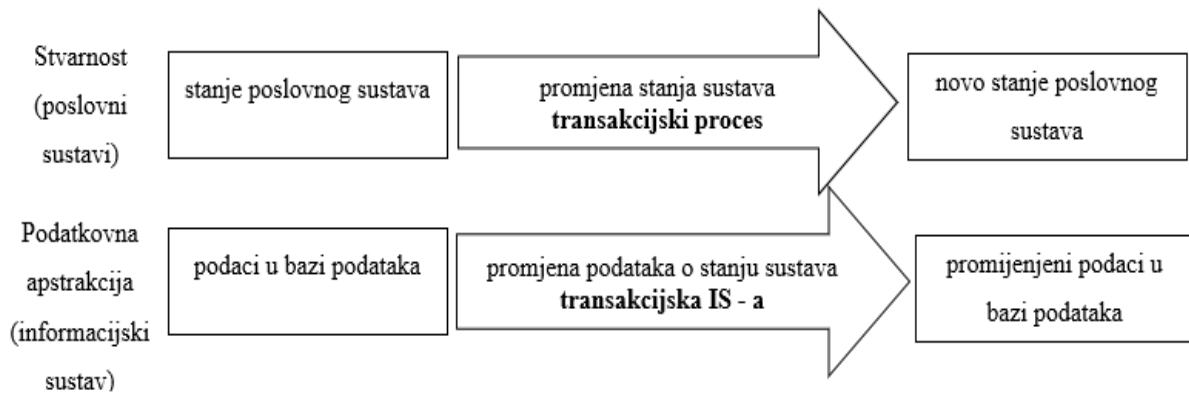 Stvarnost
(poslovni
sustavi)
stanje poslovnog sustava
promjena stanja sustava
transakcijski proces
novo stanje poslovnog
sustava
Podatkovna
apstrakcija
(informacijski
sustav)
podaci u bazi podataka
promjena podataka o stanju sustava
transakcijska IS - a
promijenjeni podaci u
bazi podataka